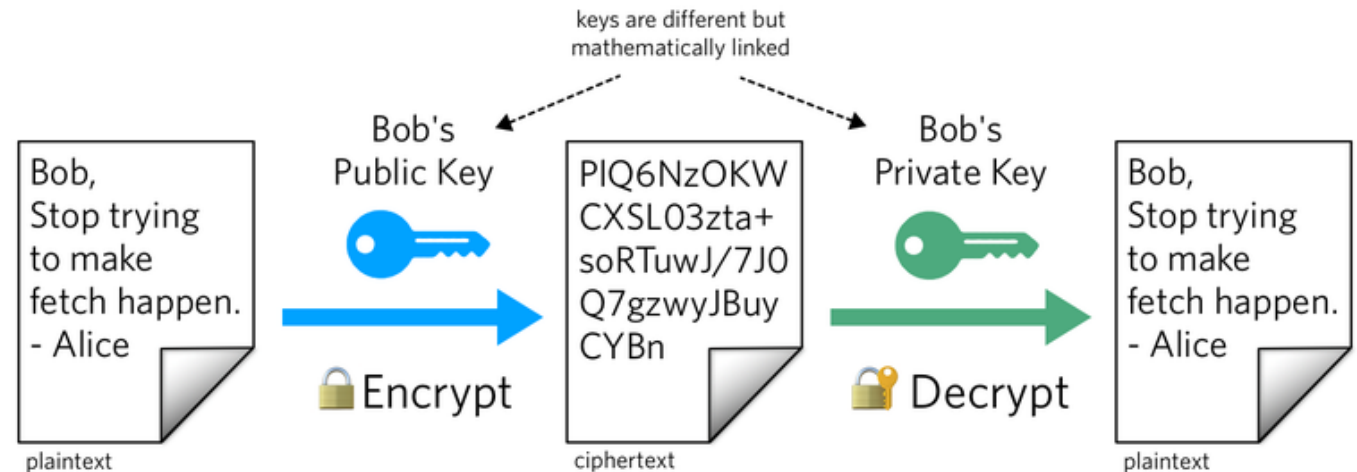 keys are different but
mathematically linked
Bob,
Stop trying
to make
fetch happen.
- Alice
plaintext
Bob's
Public Key
Encrypt
PlQ6NzOKW
CXSL03zta+
soRTuwJ/7J0
Q7gzwyJBuy
CYBn
ciphertext
Bob's
Private Key
Decrypt
Bob,
Stop trying
to make
fetch happen.
- Alice
plaintext